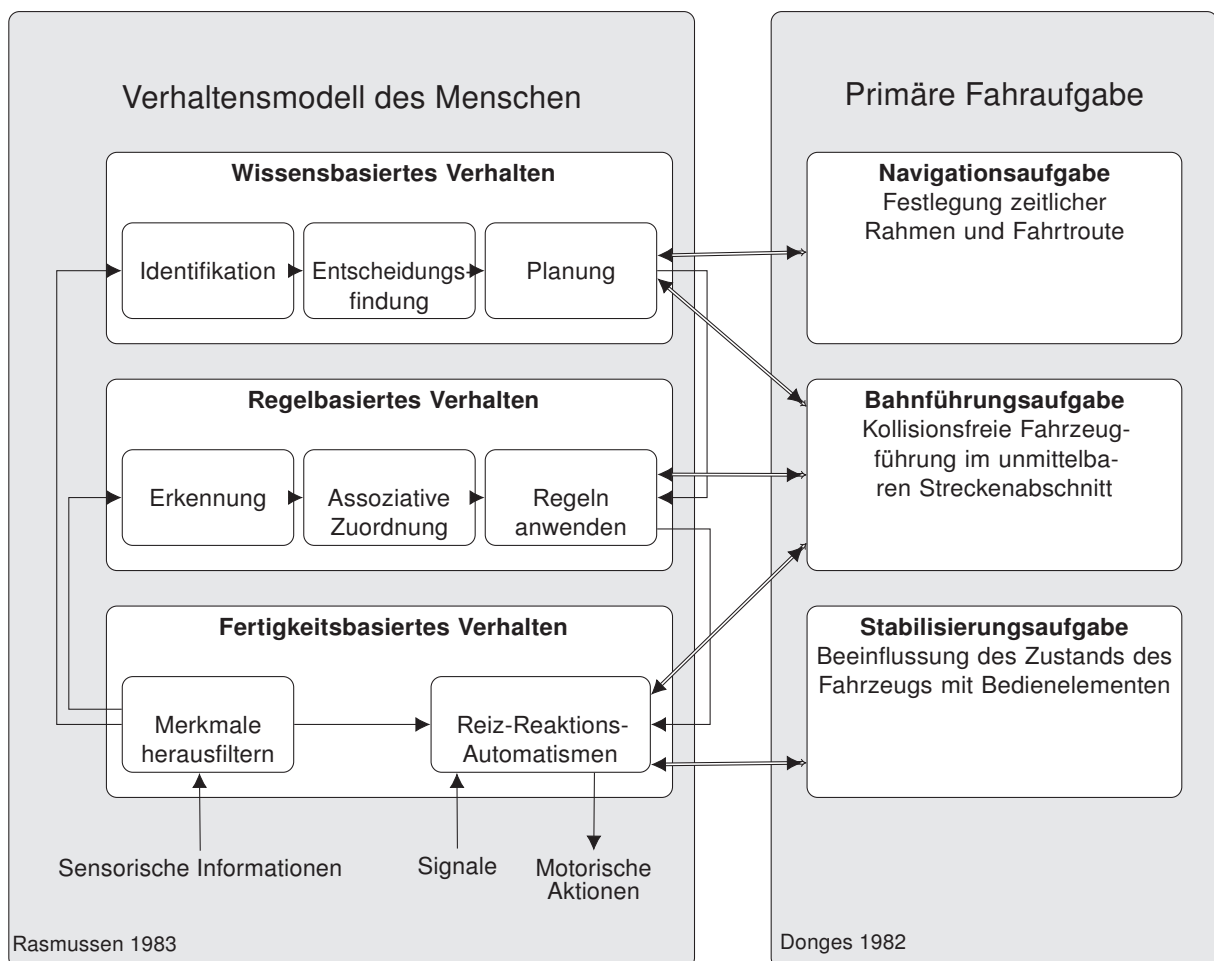 Verhaltensmodell des Menschen
Wissensbasiertes Verhalten
Identifikation
Entscheidungs-
findung
Planung
Regelbasiertes Verhalten
Erkennung
Assoziative
Zuordnung
Regeln
anwenden
Fertigkeitsbasiertes Verhalten
Merkmale
herausfiltern
Reiz-Reaktions-
Automatismen
Sensorische Informationen
Signale
Motorische
Aktionen
Rasmussen 1983
Primäre Fahraufgabe
Navigationsaufgabe
Festlegung zeitlicher
Rahmen und Fahrtroute
Bahnführungsaufgabe
Kollisionsfreie Fahrzeug-
führung im unmittelba-
ren Streckenabschnitt
Stabilisierungsaufgabe
Beeinflussung des Zustands des
Fahrzeugs mit Bedienelementen
Donges 1982